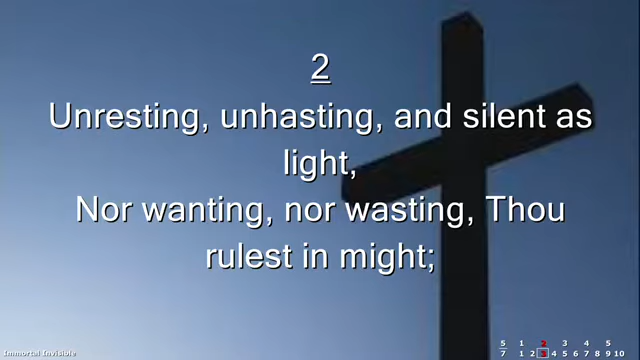 2
Unresting, unhasting, and silent as
light,
Nor wanting, nor wasting, Thou
rulest in might;
Immortal Invisible
5 1 2 3 4 5
7 1 2 3 4 5 6 7 8 9 10